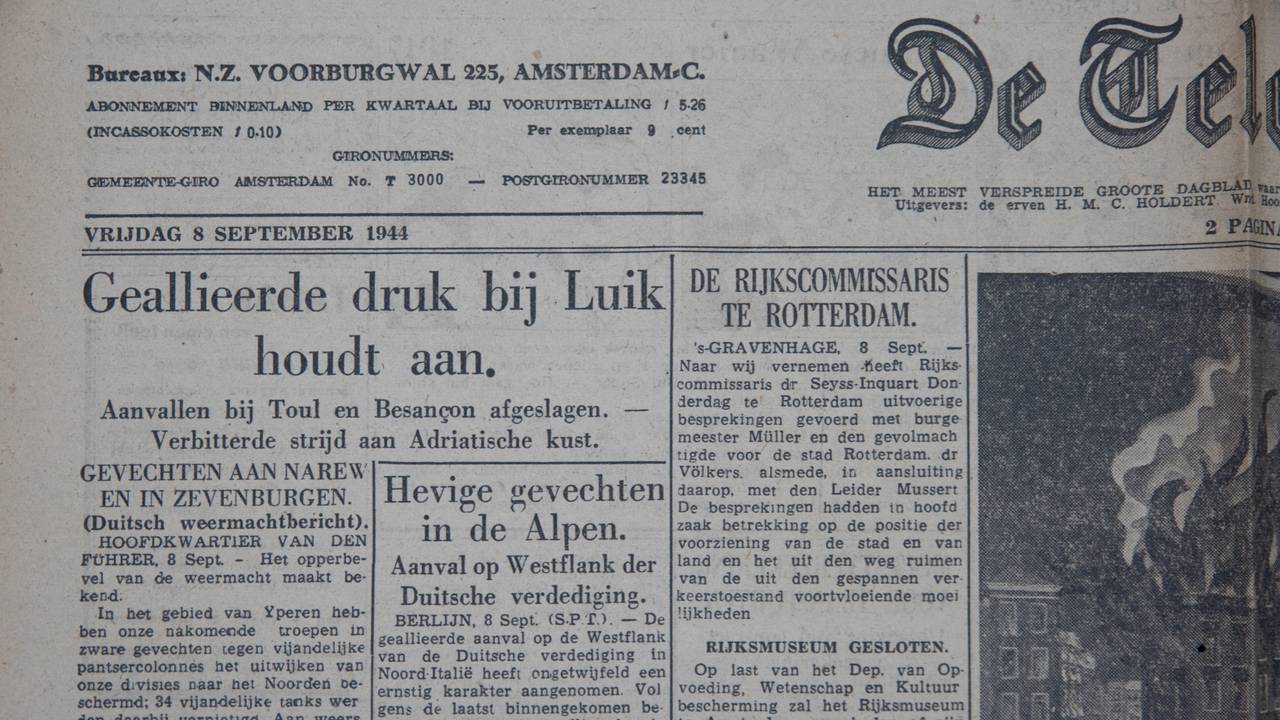 Bureaux: N.Z. VOORBURGWAL 225, AMSTERDAM-C.
ABONNEMENT BINNENLAND PER KWARTAAL BIJ VOORUITBETALING f 5.26
(INCASSOKOSTEN f 0.10) Per exemplaar 9 cent
GIRONUMMERS:
GEMEENTE-GIRO AMSTERDAM No. T 3000 — POSTGIRONUMMER 23345
VRIJDAG 8 SEPTEMBER 1944
De Tel
HET MEEST VERSPREIDE GROOTE DAGBLAD, waar
Uitgevers: de erven H. M. C. HOLDERT
2 PAGIN
Geallieerde druk bij Luik
houdt aan.
Aanvallen bij Toul en Besançon afgeslagen. —
Verbitterde strijd aan Adriatische kust.
GEVECHTEN AAN NAREW
EN IN ZEVENBURGEN.
(Duitsch weermachtbericht).
HOOFDKWARTIER VAN DEN
FÜHRER, 8 Sept. - Het opperbe-
vel van de weermacht maakt be-
kend.
In het gebied van Yperen heb-
ben onze nakomende troepen in
zware gevechten tegen vijandelijke
pantsercolonnes het uitwijken van
onze divisies naar het Noorden be-
schermd; 34 vijandelijke tanks wer
den daarbij vernietigd. Aan weers
Hevige gevechten
in de Alpen.
Aanval op Westflank der
Duitsche verdediging.
BERLIJN, 8 Sept. (S.P.T.). — De
geallieerde aanval op de Westflank
van de Duitsche verdediging in
Noord-Italië heeft ongetwijfeld een
ernstig karakter aangenomen. Vol
gens de laatst binnengekomen be-
DE RIJKSCOMMISSARIS
TE ROTTERDAM.
's-GRAVENHAGE, 8 Sept. —
Naar wij vernemen heeft Rijks-
commissaris dr Seyss-Inquart Don-
derdag te Rotterdam uitvoerige
besprekingen gevoerd met burge
meester Müller en den gevolmach
tigde voor de stad Rotterdam. dr
Völkers, alsmede, in aansluiting
daarop, met den Leider Mussert
De besprekingen hadden in hoofd
zaak betrekking op de positie der
voorziening van de stad en van
land en het uit den weg ruimen
van de uit den gespannen ver-
keerstoestand voortvloeiende moei
lijkheden
RIJKSMUSEUM GESLOTEN.
Op last van het Dep. van Op-
voeding, Wetenschap en Kultuur
bescherming zal het Rijksmuseum